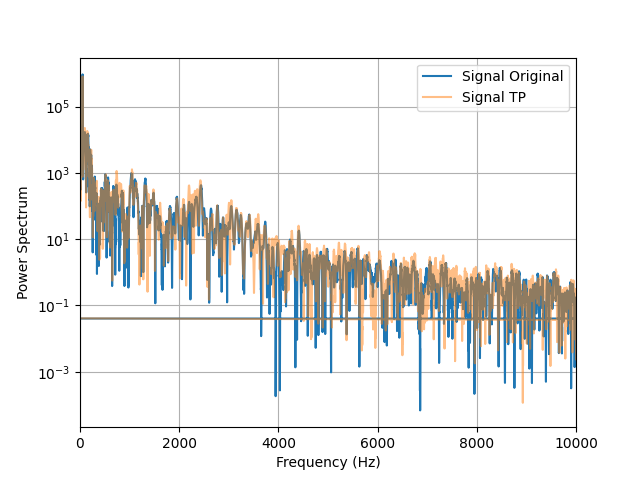 Signal Original
Signal TP
Power Spectrum
10^5
10^3
10^1
10^−1
10^−3
0 2000 4000 6000 8000 10000
Frequency (Hz)